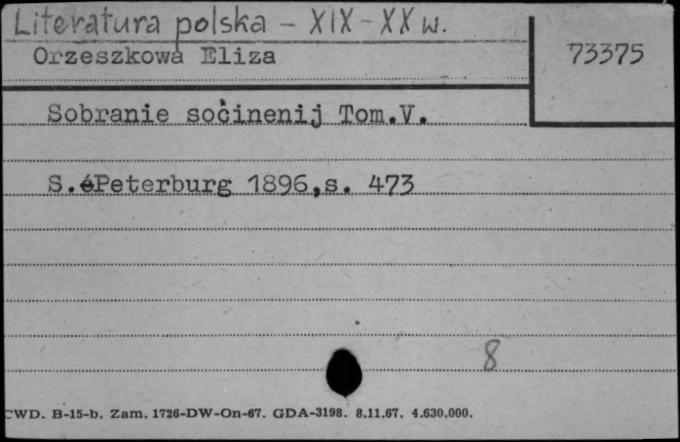 Literatura polska - XIX-XX w.
Orzeszkowa Eliza
73375
Sobranie sočinenij Tom.V.
S.Peterburg 1896,s. 473
8
CWD. B-15-b. Zam. 1726-DW-On-67. GDA-3198. 8.11.67. 4.630.000.